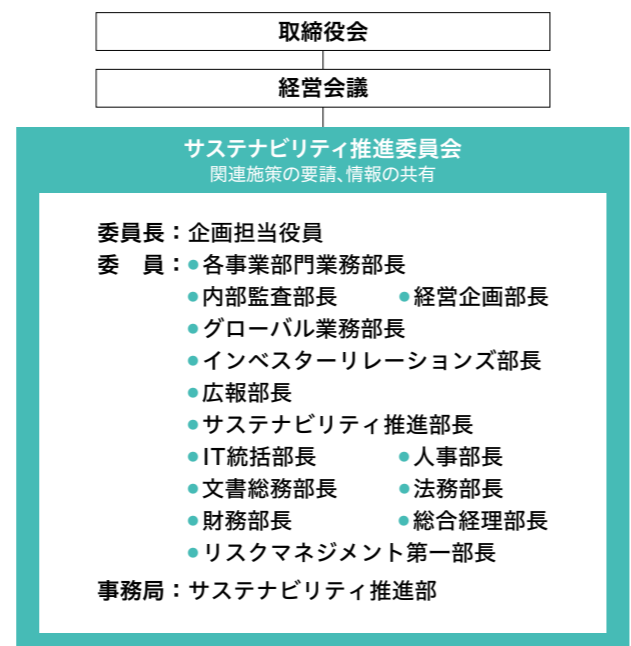 取締役会
経営会議
サステナビリティ推進委員会
関連施策の要請、情報の共有
委員長：企画担当役員
委　員：●各事業部門業務部長
●内部監査部長　●経営企画部長
●グローバル業務部長
●インベスターリレーションズ部長
●広報部長
●サステナビリティ推進部長
●IT統括部長　●人事部長
●文書総務部長　●法務部長
●財務部長　●総合経理部長
●リスクマネジメント第一部長
事務局：サステナビリティ推進部